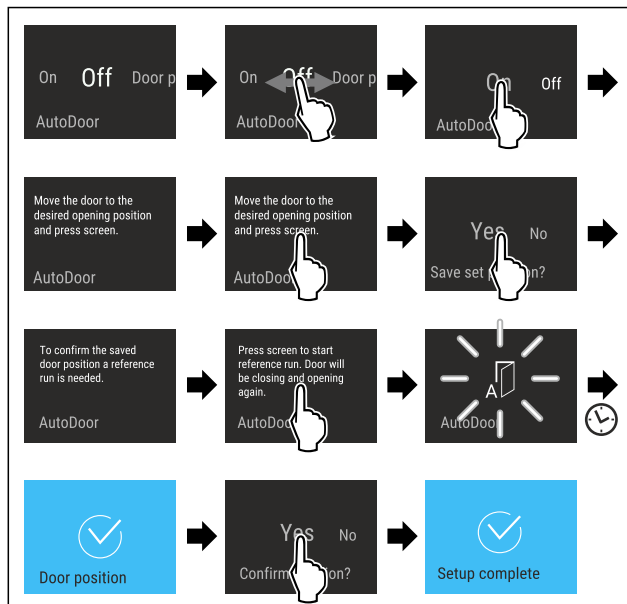 On Off Door p
AutoDoor
On Off Door p
AutoDoor
On Off
AutoDoo
Move the door to the
desired opening position
and press screen.
AutoDoor
Move the door to the
desired opening position
and press screen.
AutoDoo
Yes No
Save set p on?
To confirm the saved
door position a reference
run is needed.
AutoDoor
Press screen to start
reference run. Door will
be closing and opening
again.
AutoDoo
A
AutoDoo
Door position
Yes No
Confirm on?
Setup complete